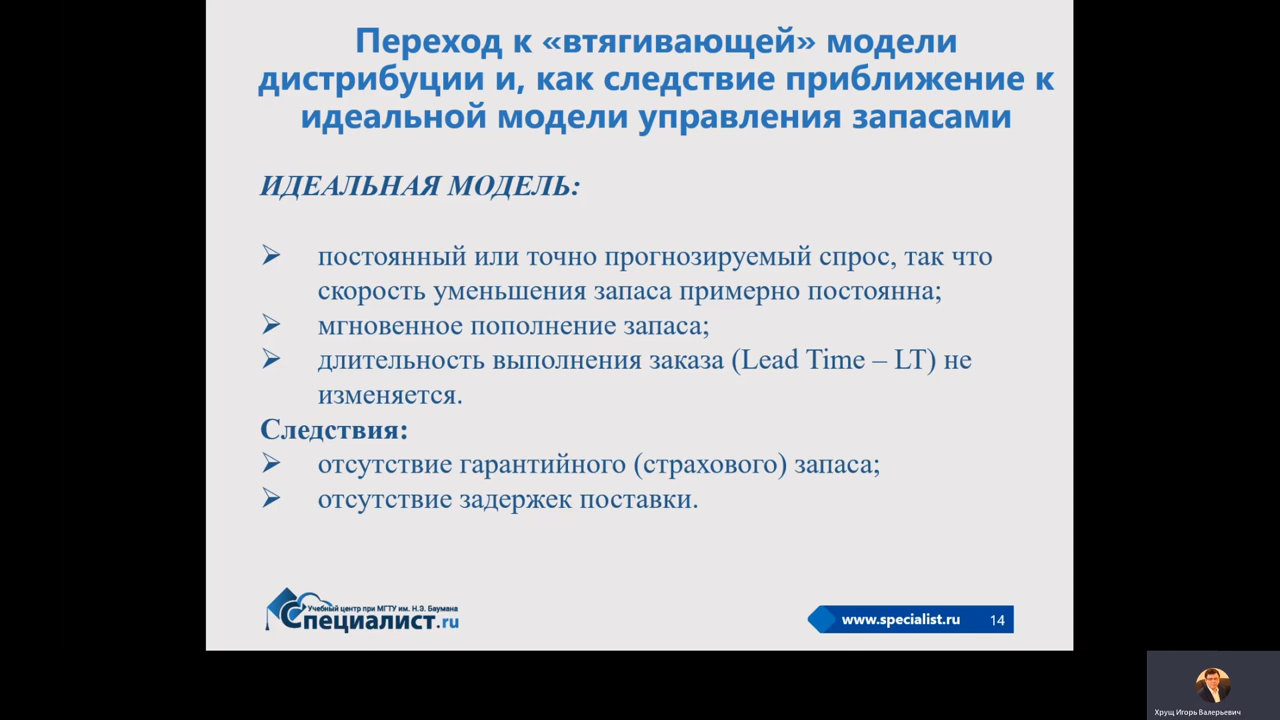 Переход к «втягивающей» модели
дистрибуции и, как следствие приближение к
идеальной модели управления запасами
ИДЕАЛЬНАЯ МОДЕЛЬ:
постоянный или точно прогнозируемый спрос, так что
скорость уменьшения запаса примерно постоянна;
мгновенное пополнение запаса;
длительность выполнения заказа (Lead Time – LT) не
изменяется.
Следствия:
отсутствие гарантийного (страхового) запаса;
отсутствие задержек поставки.
Учебный центр при МГТУ им. Н.Э. Баумана
Специалист.ru
www.specialist.ru 14
Хрущ Игорь Валерьевич